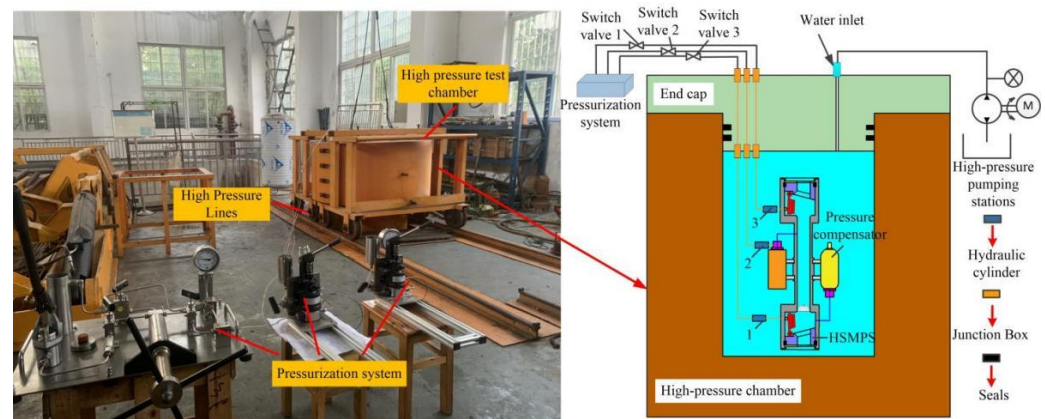 High pressure test
chamber
High Pressure
Lines
Pressurization system
Switch
valve 1
Switch
valve 2
Switch
valve 3
Water inlet
Pressurization
system
End cap
M
High-pressure
pumping
stations
3
Pressure
compensator
2
Hydraulic
cylinder
1
HSMPS
Junction Box
High-pressure chamber
Seals